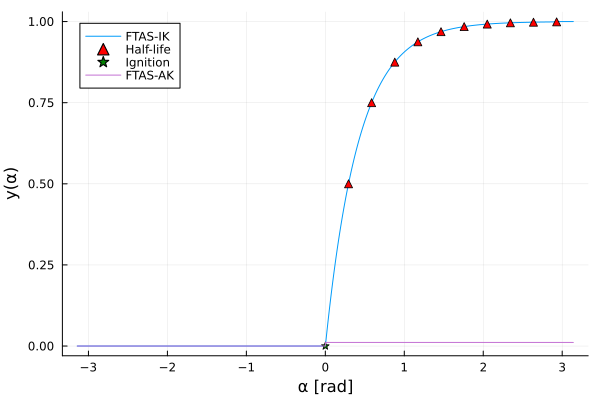 FTAS-IK
Half-life
Ignition
FTAS-AK
1.00
0.75
0.50
0.25
0.00
y(α)
−3 −2 −1 0 1 2 3
α [rad]